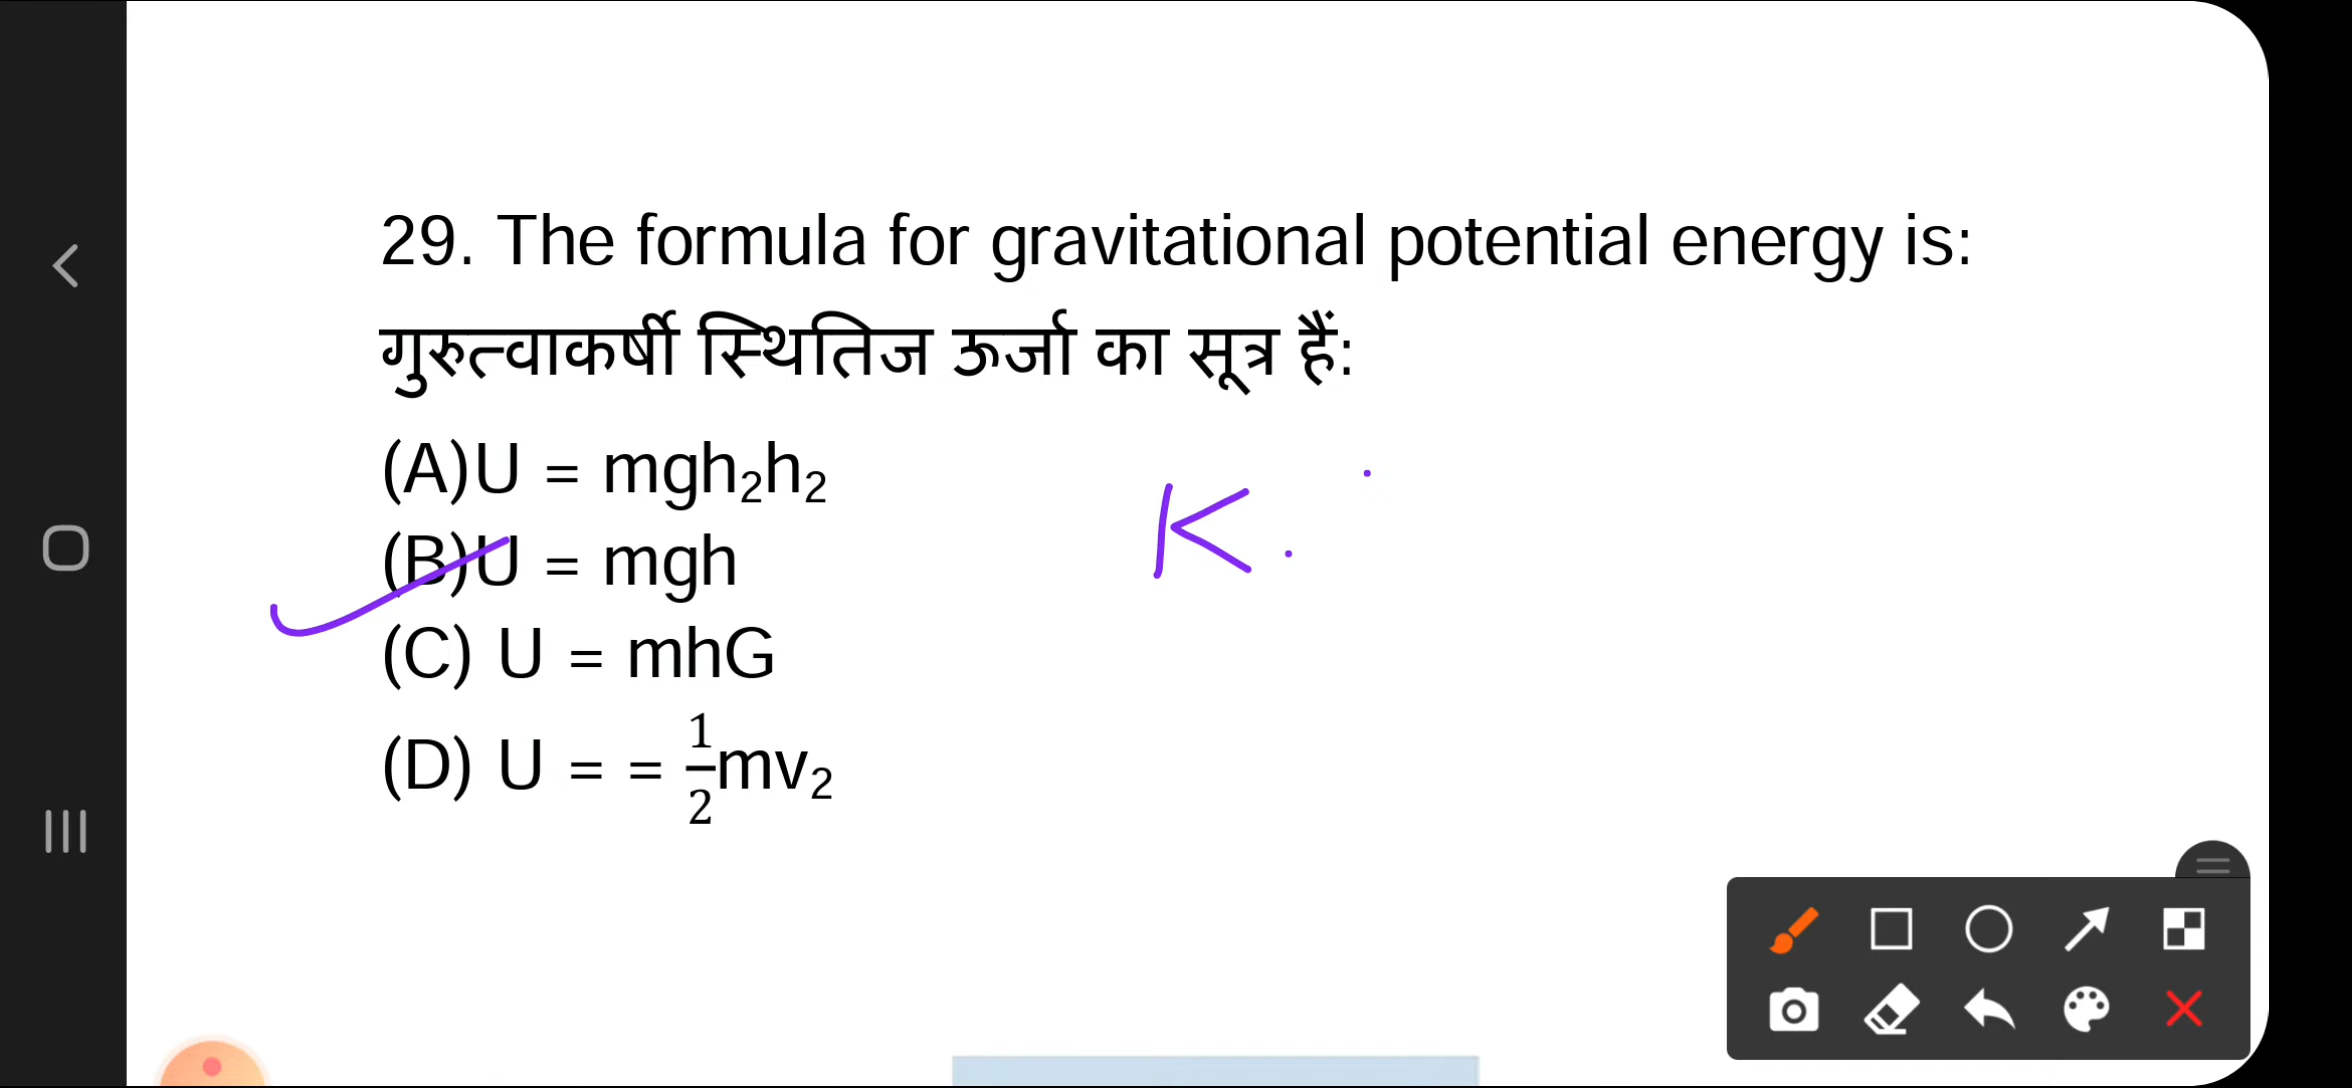 29. The formula for gravitational potential energy is:
गुरुत्वाकर्षी स्थितिज ऊर्जा का सूत्र हैं:
(A)U = mgh₂h₂
(B)U = mgh
K.
(C) U = mhG
(D) U = = 1/2mv₂